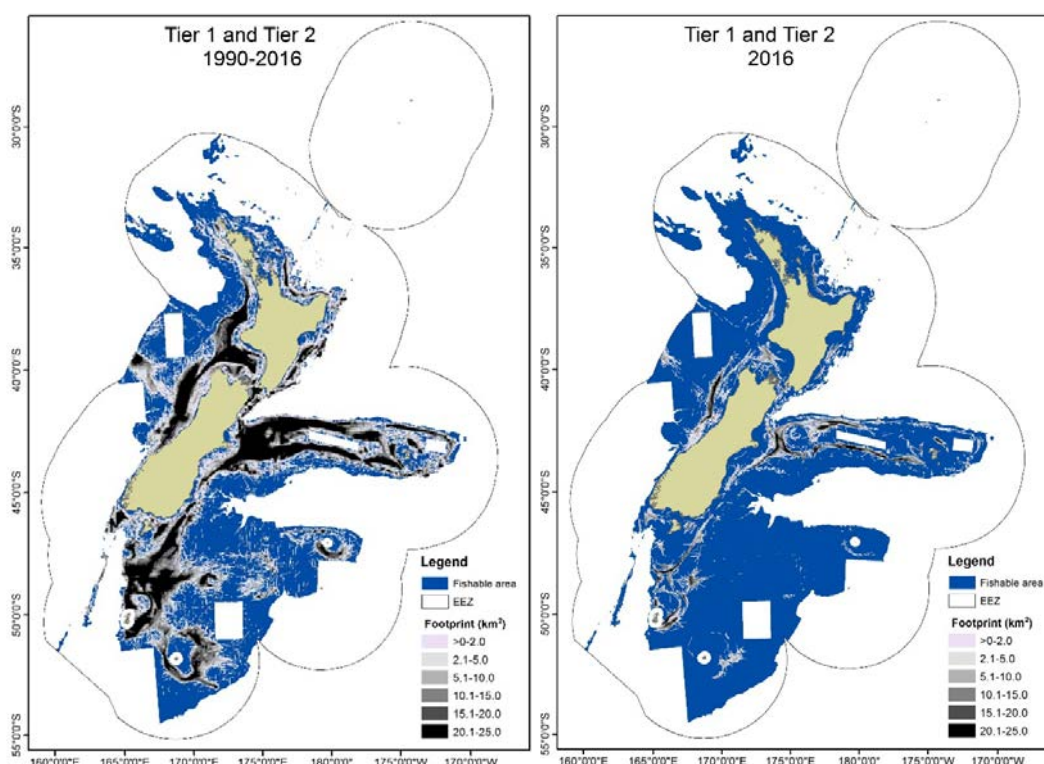 Tier 1 and Tier 2
1990-2016
30°0'0"S
35°0'0"S
40°0'0"S
45°0'0"S
50°0'0"S
55°0'0"S
Legend
Fishable area
EEZ
Footprint (km²)
>0-2.0
2.1-5.0
5.1-10.0
10.1-15.0
15.1-20.0
20.1-25.0
160°0'0"E 165°0'0"E 170°0'0"E 175°0'0"E 180°0'0"E 175°0'0"W 170°0'0"W
Tier 1 and Tier 2
2016
30°0'0"S
35°0'0"S
40°0'0"S
45°0'0"S
50°0'0"S
55°0'0"S
Legend
Fishable area
EEZ
Footprint (km²)
>0-2.0
2.1-5.0
5.1-10.0
10.1-15.0
15.1-20.0
20.1-25.0
160°0'0"E 165°0'0"E 170°0'0"E 175°0'0"E 180°0'0"E 175°0'0"W 170°0'0"W